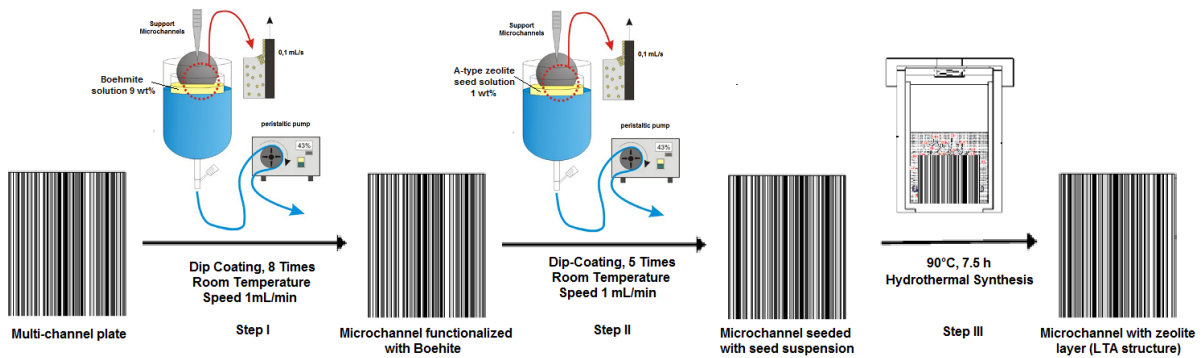 Support
Microchannels
0,1 mL/s
Boehmite
solution 9 wt%
peristaltic pump
43%
Multi-channel plate
Dip Coating, 8 Times
Room Temperature
Speed 1mL/min
Step I
Microchannel functionalized
with Boehite
Support
Microchannels
0,1 mL/s
A-type zeolite
seed solution
1 wt%
peristaltic pump
43%
Dip-Coating, 5 Times
Room Temperature
Speed 1 mL/min
Step II
Microchannel seeded
with seed suspension
90°C, 7.5 h
Hydrothermal Synthesis
Step III
Microchannel with zeolite
layer (LTA structure)